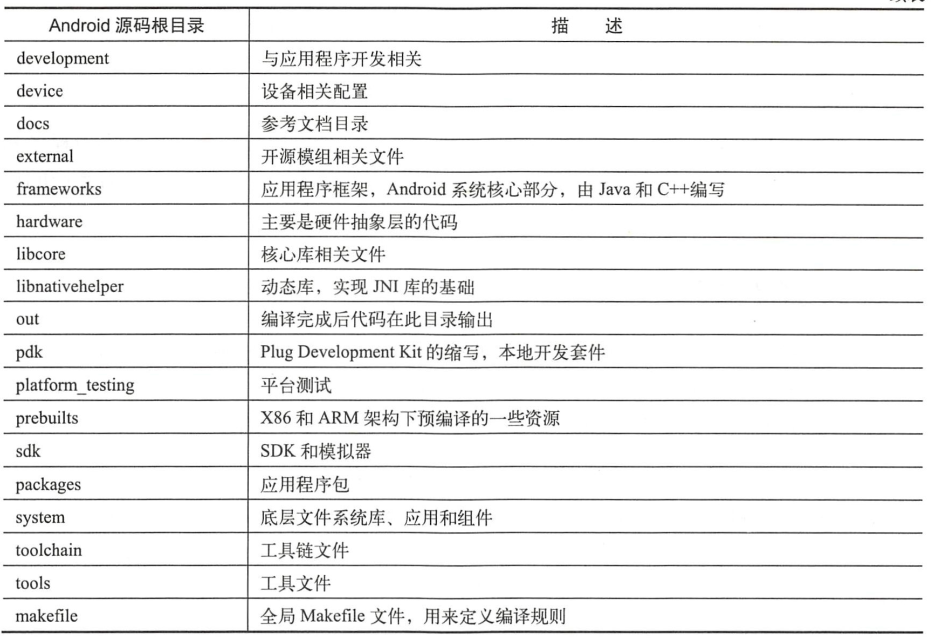 Android 源码根目录 描 述
development 与应用程序开发相关
device 设备相关配置
docs 参考文档目录
external 开源模组相关文件
frameworks 应用程序框架，Android 系统核心部分，由 Java 和 C++编写
hardware 主要是硬件抽象层的代码
libcore 核心库相关文件
libnativehelper 动态库，实现 JNI 库的基础
out 编译完成后代码在此目录输出
pdk Plug Development Kit 的缩写，本地开发套件
platform_testing 平台测试
prebuilts X86 和 ARM 架构下预编译的一些资源
sdk SDK 和模拟器
packages 应用程序包
system 底层文件系统库、应用和组件
toolchain 工具链文件
tools 工具文件
makefile 全局 Makefile 文件，用来定义编译规则